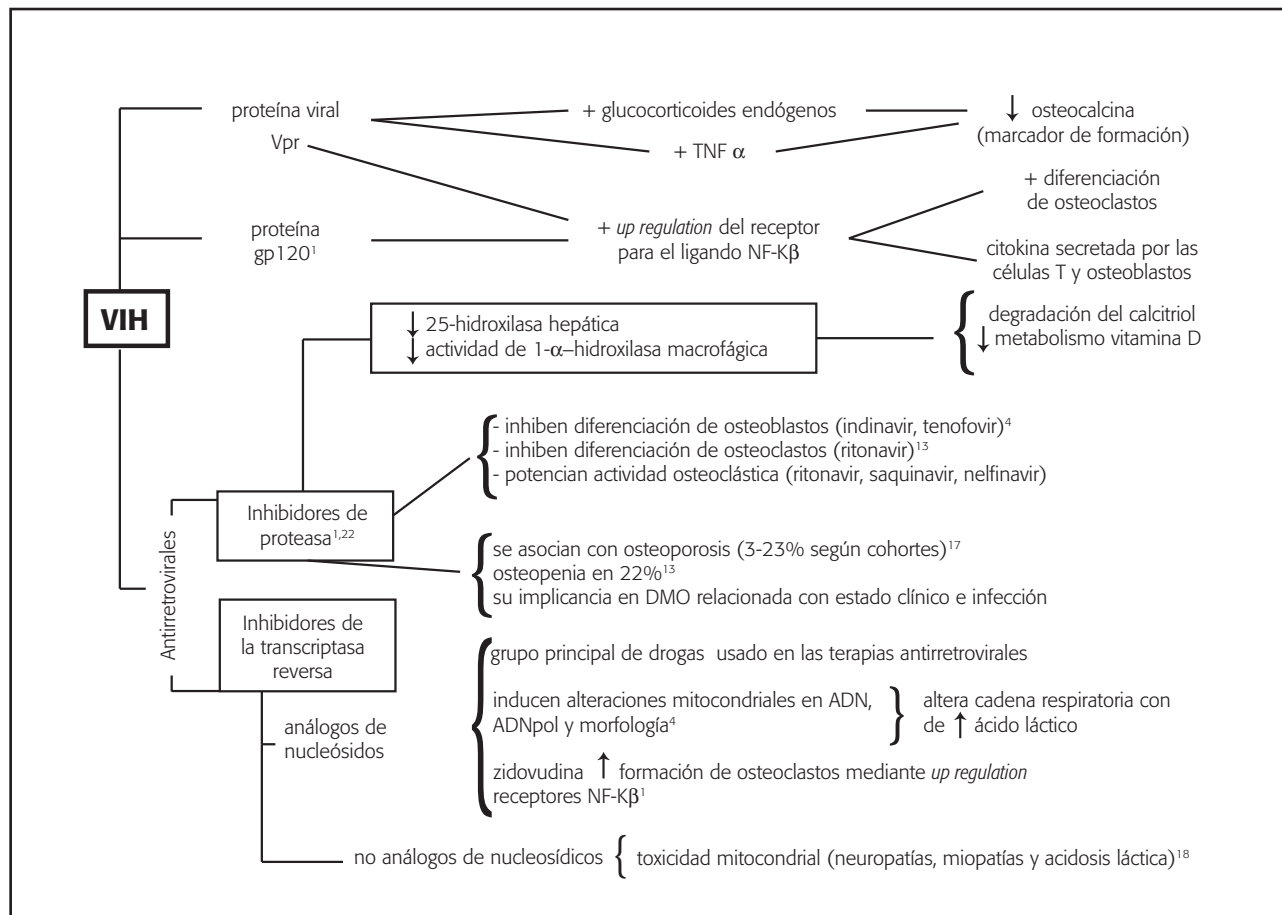 proteína viral
Vpr
+ glucocorticoides endógenos
+ TNF α
↓ osteocalcina
(marcador de formación)
proteína
gp120¹
+ up regulation del receptor
para el ligando NF-Kβ
+ diferenciación
de osteoclastos
citokina secretada por las
células T y osteoblastos
VIH
↓ 25-hidroxilasa hepática
↓ actividad de 1-α–hidroxilasa macrofágica
degradación del calcitriol
↓ metabolismo vitamina D
Antirretrovirales
Inhibidores de
proteasa¹,²²
- inhiben diferenciación de osteoblastos (indinavir, tenofovir)⁴
- inhiben diferenciación de osteoclastos (ritonavir)¹³
- potencian actividad osteoclástica (ritonavir, saquinavir, nelfinavir)
se asocian con osteoporosis (3-23% según cohortes)¹⁷
osteopenia en 22%¹³
su implicancia en DMO relacionada con estado clínico e infección
Inhibidores de
la transcriptasa
reversa
análogos de
nucleósidos
grupo principal de drogas usado en las terapias antirretrovirales
inducen alteraciones mitocondriales en ADN,
ADNpol y morfología⁴
altera cadena respiratoria con
de ↑ ácido láctico
zidovudina ↑ formación de osteoclastos mediante up regulation
receptores NF-Kβ¹
no análogos de nucleosídicos
toxicidad mitocondrial (neuropatías, miopatías y acidosis láctica)¹⁸